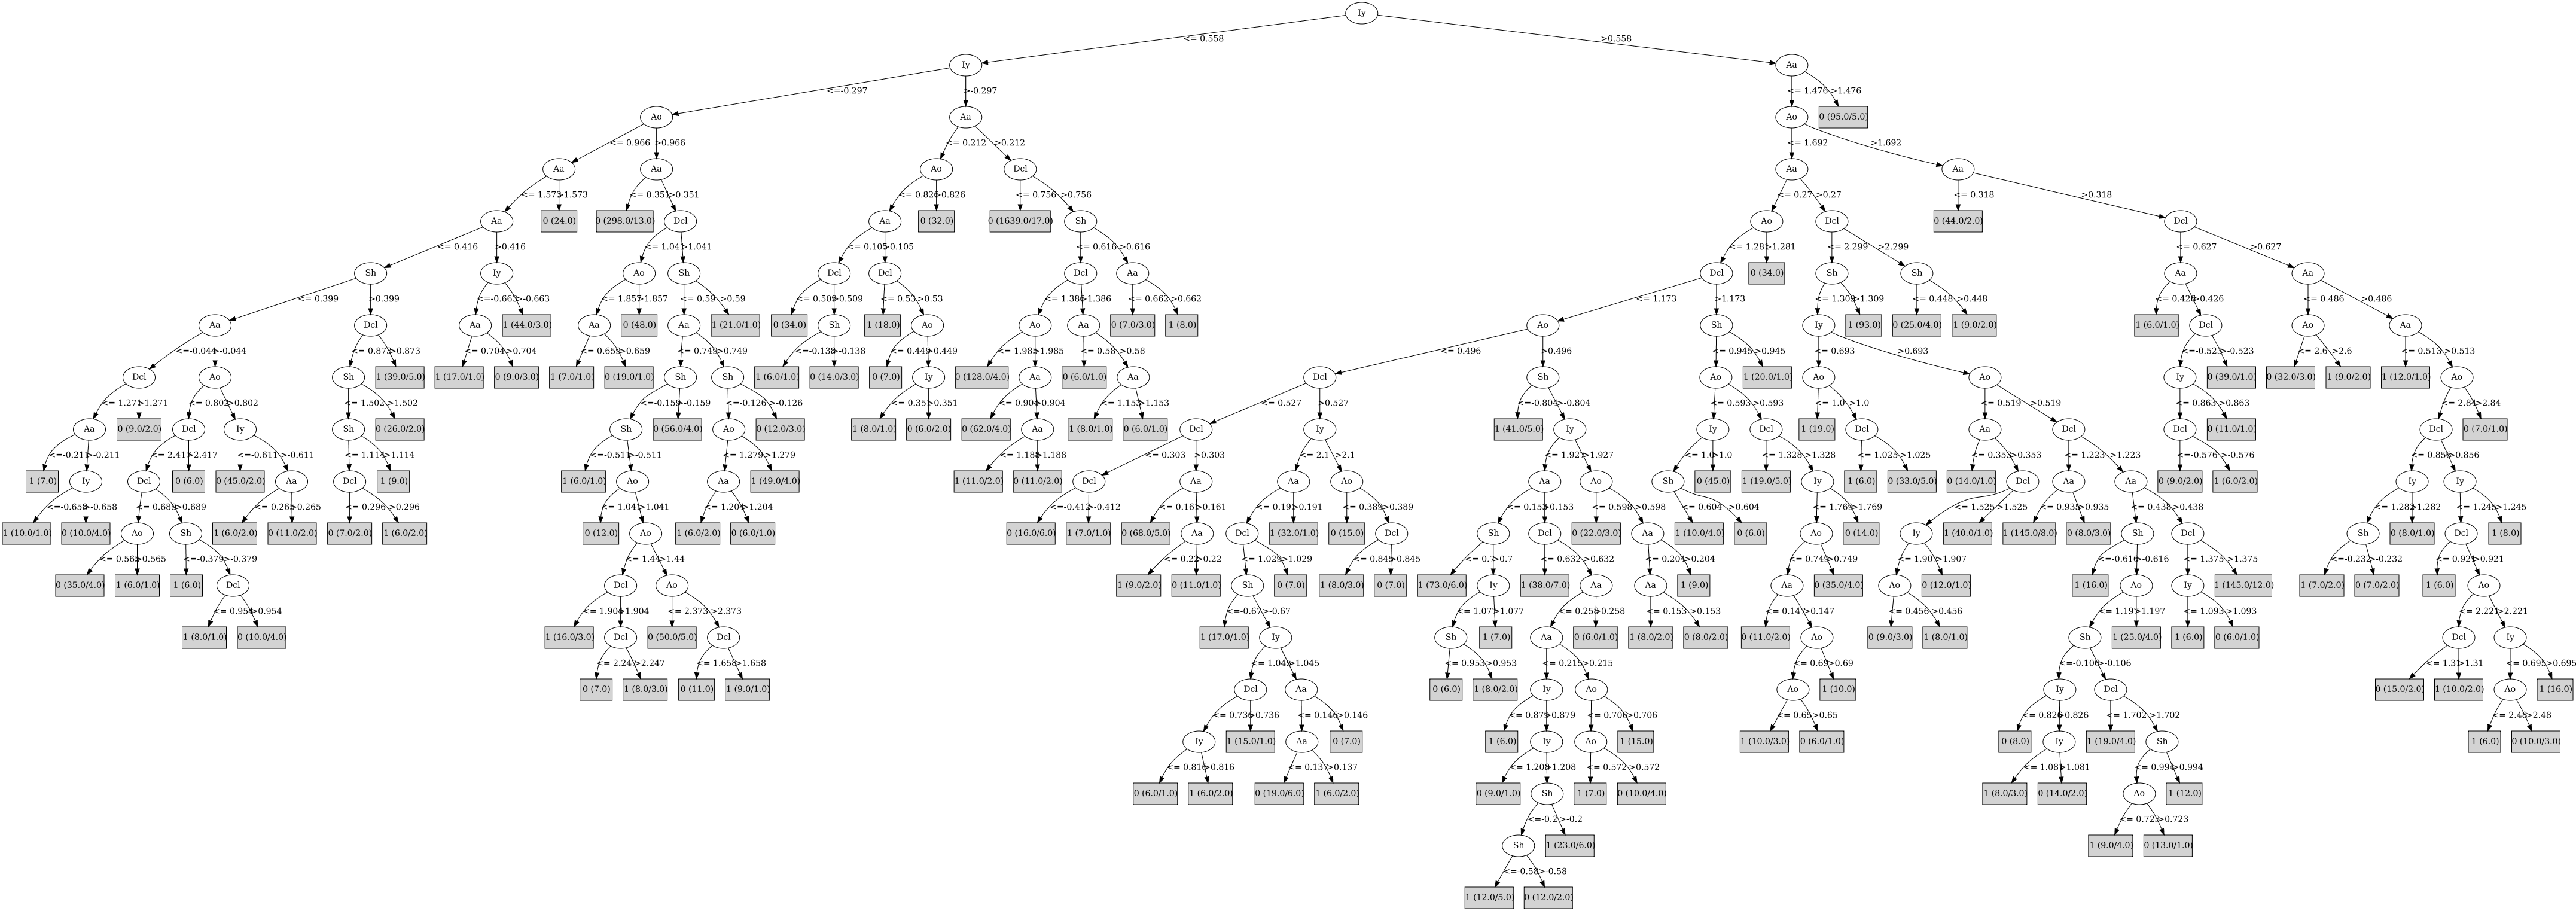 Iy
<= 0.558 >0.558
Iy Aa
<=-0.297 >-0.297 <= 1.476 >1.476
Ao Aa Ao 0 (95.0/5.0)
<= 0.966 >0.966 <= 0.212 >0.212 <= 1.692 >1.692
Aa Aa Ao Dcl Aa Aa
<= 1.573 >1.573 <= 0.351 >0.351 <= 0.826 >0.826 <= 0.756 >0.756 <= 0.27 >0.27 <= 0.318 >0.318
Aa 0 (24.0) 0 (298.0/13.0) Dcl Aa 0 (32.0) 0 (1639.0/17.0) Sh Ao Dcl 0 (44.0/2.0) Dcl
<= 0.416 >0.416 <= 1.041 >1.041 <= 0.105 >0.105 <= 0.616 >0.616 <= 1.281 >1.281 <= 2.299 >2.299 <= 0.627 >0.627
Sh Iy Ao Sh Dcl Dcl Dcl Aa Dcl 0 (34.0) Sh Sh Aa Aa
<= 0.399 >0.399 <=-0.663 >-0.663 <= 1.857 >1.857 <= 0.59 >0.59 <= 0.509 >0.509 <= 0.53 >0.53 <= 1.386 >1.386 <= 0.662 >0.662 <= 1.173 >1.173 <= 1.309 >1.309 <= 0.448 >0.448 <= 0.426 >0.426 <= 0.486 >0.486
Aa Dcl Aa 1 (44.0/3.0) Aa 0 (48.0) Aa 1 (21.0/1.0) 0 (34.0) Sh 1 (18.0) Ao Ao Aa 0 (7.0/3.0) 1 (8.0) Ao Sh Iy 1 (93.0) 0 (25.0/4.0) 1 (9.0/2.0) 1 (6.0/1.0) Dcl Ao Aa
<=-0.044 >-0.044 <= 0.873 >0.873 <= 0.704 >0.704 <= 0.659 >0.659 <= 0.749 >0.749 <=-0.138 >-0.138 <= 0.449 >0.449 <= 1.985 >1.985 <= 0.58 >0.58 <= 0.496 >0.496 <= 0.945 >0.945 <= 0.693 >0.693 <=-0.523 >-0.523 <= 2.6 >2.6 <= 0.513 >0.513
Dcl Ao Sh 1 (39.0/5.0) 1 (17.0/1.0) 0 (9.0/3.0) 1 (7.0/1.0) 0 (19.0/1.0) Sh Sh 1 (6.0/1.0) 0 (14.0/3.0) 0 (7.0) Iy 0 (128.0/4.0) Aa 0 (6.0/1.0) Aa Dcl Sh Ao 1 (20.0/1.0) Ao Ao Iy 0 (39.0/1.0) 0 (32.0/3.0) 1 (9.0/2.0) 1 (12.0/1.0) Ao
<= 1.271 >1.271 <= 0.802 >0.802 <= 1.502 >1.502 <=-0.159 >-0.159 <=-0.126 >-0.126 <= 0.351 >0.351 <= 0.904 >0.904 <= 1.153 >1.153 <= 0.527 >0.527 <=-0.804 >-0.804 <= 0.593 >0.593 <= 1.0 >1.0 <= 0.519 >0.519 <= 0.863 >0.863 <= 2.84 >2.84
Aa 0 (9.0/2.0) Dcl Iy Sh 0 (26.0/2.0) Sh 0 (56.0/4.0) Ao 0 (12.0/3.0) 1 (8.0/1.0) 0 (6.0/2.0) 0 (62.0/4.0) Aa 1 (8.0/1.0) 0 (6.0/1.0) Dcl Iy 1 (41.0/5.0) Iy Iy Dcl 1 (19.0) Dcl Aa Dcl Dcl 0 (11.0/1.0) Dcl 0 (7.0/1.0)
<=-0.211 >-0.211 <= 2.417 >2.417 <=-0.611 >-0.611 <= 1.114 >1.114 <=-0.511 >-0.511 <= 1.279 >1.279 <= 1.188 >1.188 <= 0.303 >0.303 <= 2.1 >2.1 <= 1.927 >1.927 <= 1.0 >1.0 <= 1.328 >1.328 <= 1.025 >1.025 <= 0.353 >0.353 <= 1.223 >1.223 <=-0.576 >-0.576 <= 0.856 >0.856
1 (7.0) Iy Dcl 0 (6.0) 0 (45.0/2.0) Aa Dcl 1 (9.0) 1 (6.0/1.0) Ao Aa 1 (49.0/4.0) 1 (11.0/2.0) 0 (11.0/2.0) Dcl Aa Aa Ao Aa Ao Sh 0 (45.0) 1 (19.0/5.0) Iy 1 (6.0) 0 (33.0/5.0) 0 (14.0/1.0) Dcl Aa Aa 0 (9.0/2.0) 1 (6.0/2.0) Iy Iy
<=-0.658 >-0.658 <= 0.689 >0.689 <= 0.265 >0.265 <= 0.296 >0.296 <= 1.041 >1.041 <= 1.204 >1.204 <=-0.412 >-0.412 <= 0.161 >0.161 <= 0.191 >0.191 <= 0.389 >0.389 <= 0.153 >0.153 <= 0.598 >0.598 <= 0.604 >0.604 <= 1.769 >1.769 <= 1.525 >1.525 <= 0.935 >0.935 <= 0.438 >0.438 <= 1.282 >1.282 <= 1.245 >1.245
1 (10.0/1.0) 0 (10.0/4.0) Ao Sh 1 (6.0/2.0) 0 (11.0/2.0) 0 (7.0/2.0) 1 (6.0/2.0) 0 (12.0) Ao 1 (6.0/2.0) 0 (6.0/1.0) 0 (16.0/6.0) 1 (7.0/1.0) 0 (68.0/5.0) Aa Dcl 1 (32.0/1.0) 0 (15.0) Dcl Sh Dcl 0 (22.0/3.0) Aa 1 (10.0/4.0) 0 (6.0) Ao 0 (14.0) Iy 1 (40.0/1.0) 1 (145.0/8.0) 0 (8.0/3.0) Sh Dcl Sh 0 (8.0/1.0) Dcl 1 (8.0)
<= 0.565 >0.565 <=-0.379 >-0.379 <= 1.44 >1.44 <= 0.22 >0.22 <= 1.029 >1.029 <= 0.845 >0.845 <= 0.7 >0.7 <= 0.632 >0.632 <= 0.204 >0.204 <= 0.749 >0.749 <= 1.907 >1.907 <=-0.616 >-0.616 <= 1.375 >1.375 <=-0.232 >-0.232 <= 0.921 >0.921
0 (35.0/4.0) 1 (6.0/1.0) 1 (6.0) Dcl Dcl Ao 1 (9.0/2.0) 0 (11.0/1.0) Sh 0 (7.0) 1 (8.0/3.0) 0 (7.0) 1 (73.0/6.0) Iy 1 (38.0/7.0) Aa Aa 1 (9.0) Aa 0 (35.0/4.0) Ao 0 (12.0/1.0) 1 (16.0) Ao Iy 1 (145.0/12.0) 1 (7.0/2.0) 0 (7.0/2.0) 1 (6.0) Ao
<= 0.954 >0.954 <= 1.904 >1.904 <= 2.373 >2.373 <=-0.67 >-0.67 <= 1.077 >1.077 <= 0.258 >0.258 <= 0.153 >0.153 <= 0.147 >0.147 <= 0.456 >0.456 <= 1.197 >1.197 <= 1.093 >1.093 <= 2.221 >2.221
1 (8.0/1.0) 0 (10.0/4.0) 1 (16.0/3.0) Dcl 0 (50.0/5.0) Dcl 1 (17.0/1.0) Iy Sh 1 (7.0) Aa 0 (6.0/1.0) 1 (8.0/2.0) 0 (8.0/2.0) 0 (11.0/2.0) Ao 0 (9.0/3.0) 1 (8.0/1.0) Sh 1 (25.0/4.0) 1 (6.0) 0 (6.0/1.0) Dcl Iy
<= 2.247 >2.247 <= 1.658 >1.658 <= 1.045 >1.045 <= 0.953 >0.953 <= 0.215 >0.215 <= 0.69 >0.69 <=-0.106 >-0.106 <= 1.31 >1.31 <= 0.695 >0.695
0 (7.0) 1 (8.0/3.0) 0 (11.0) 1 (9.0/1.0) Dcl Aa 0 (6.0) 1 (8.0/2.0) Iy Ao Ao 1 (10.0) Iy Dcl 0 (15.0/2.0) 1 (10.0/2.0) Ao 1 (16.0)
<= 0.736 >0.736 <= 0.146 >0.146 <= 0.879 >0.879 <= 0.706 >0.706 <= 0.65 >0.65 <= 0.826 >0.826 <= 1.702 >1.702 <= 2.48 >2.48
Iy 1 (15.0/1.0) Aa 0 (7.0) 1 (6.0) Iy Ao 1 (15.0) 1 (10.0/3.0) 0 (6.0/1.0) 0 (8.0) Iy 1 (19.0/4.0) Sh 1 (6.0) 0 (10.0/3.0)
<= 0.816 >0.816 <= 0.137 >0.137 <= 1.208 >1.208 <= 0.572 >0.572 <= 1.081 >1.081 <= 0.994 >0.994
0 (6.0/1.0) 1 (6.0/2.0) 0 (19.0/6.0) 1 (6.0/2.0) 0 (9.0/1.0) Sh 1 (7.0) 0 (10.0/4.0) 1 (8.0/3.0) 0 (14.0/2.0) Ao 1 (12.0)
<=-0.2 >-0.2 <= 0.723 >0.723
Sh 1 (23.0/6.0) 1 (9.0/4.0) 0 (13.0/1.0)
<=-0.58 >-0.58
1 (12.0/5.0) 0 (12.0/2.0)